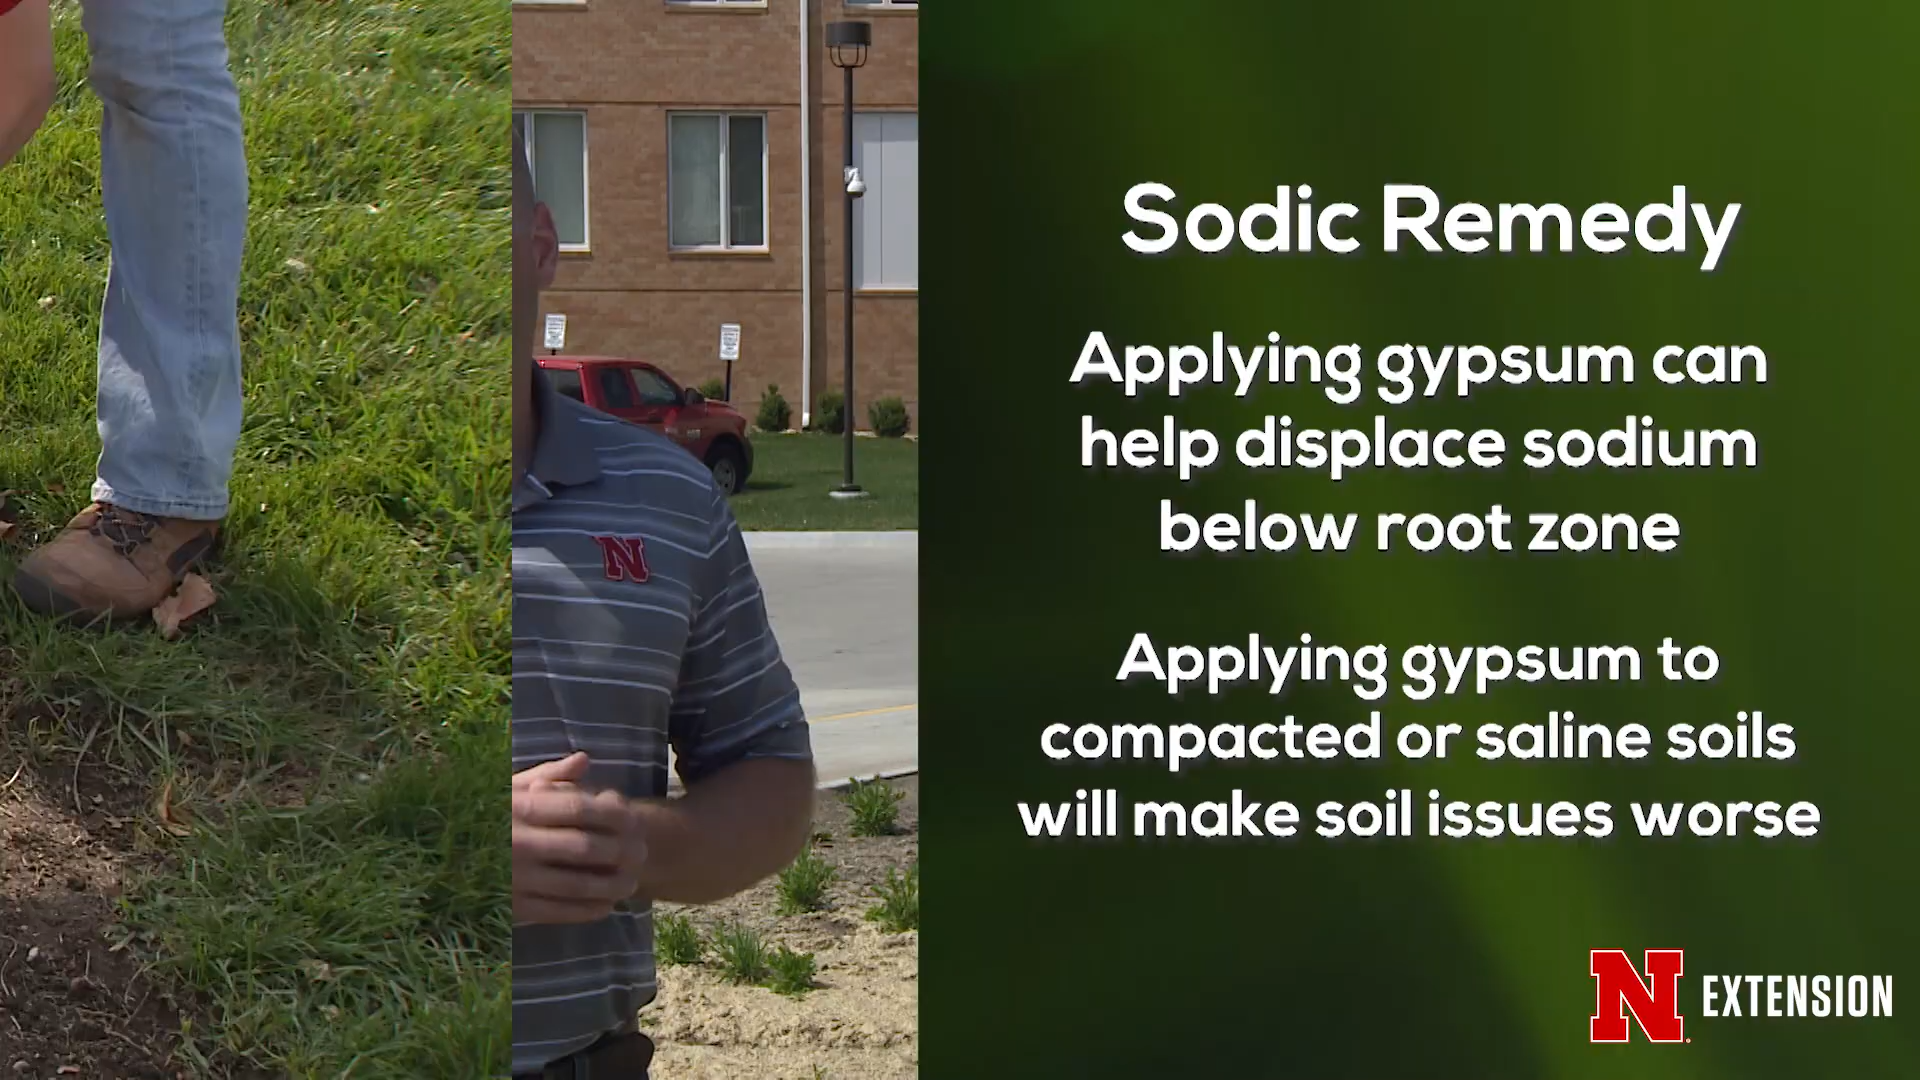 Sodic Remedy
Applying gypsum can
help displace sodium
below root zone
Applying gypsum to
compacted or saline soils
will make soil issues worse
N
N EXTENSION